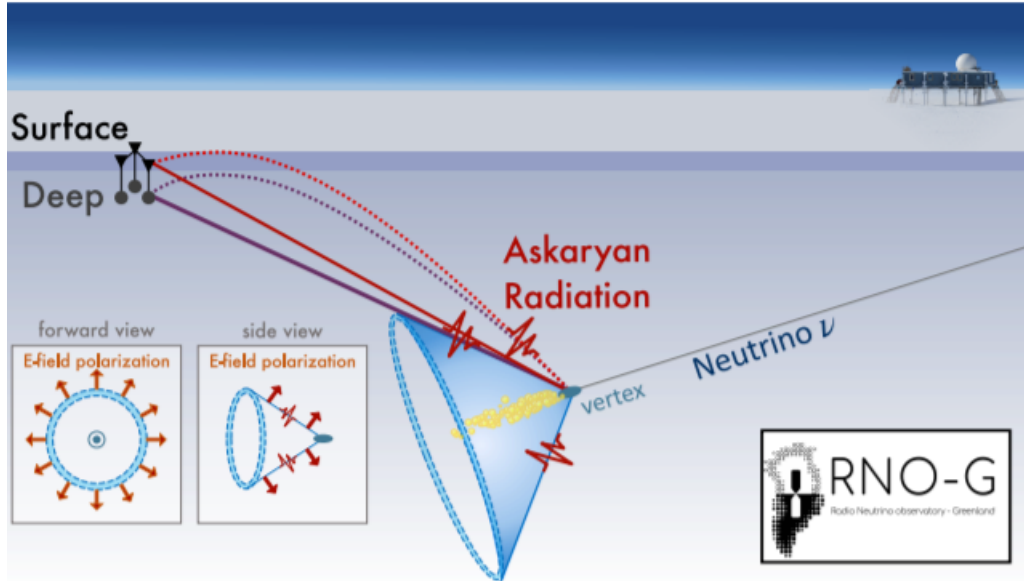 Surface
Deep
Askaryan
Radiation
Neutrino ν
vertex
forward view
side view
E-field polarization
E-field polarization
RNO-G
Radio Neutrino observatory - Greenland